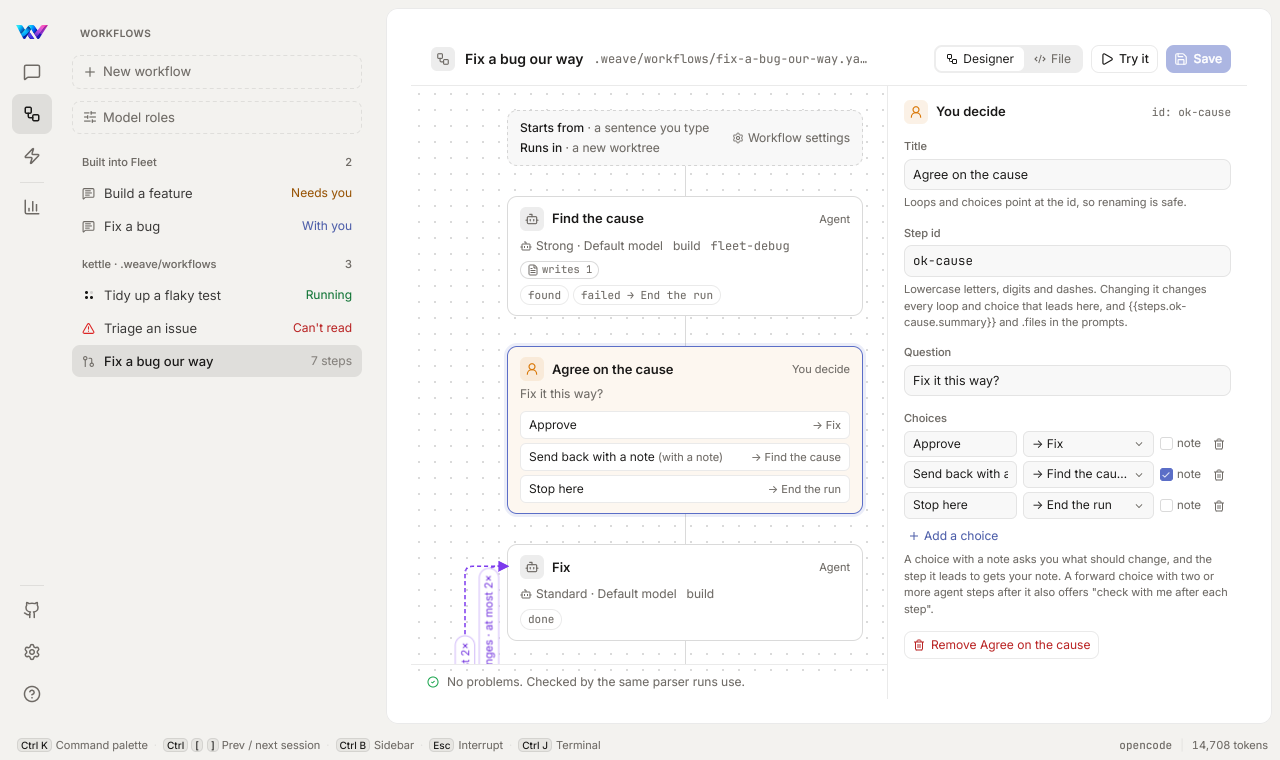 WORKFLOWS
New workflow
Model roles
Built into Fleet 2
Build a feature Needs you
Fix a bug With you
kettle · .weave/workflows 3
Tidy up a flaky test Running
Triage an issue Can't read
Fix a bug our way 7 steps
Fix a bug our way .weave/workflows/fix-a-bug-our-way.ya…
Designer File Try it Save
Starts from · a sentence you type
Runs in · a new worktree
Workflow settings
Find the cause Agent
Strong · Default model build fleet-debug
writes 1
found failed → End the run
Agree on the cause You decide
Fix it this way?
Approve → Fix
Send back with a note (with a note) → Find the cause
Stop here → End the run
Fix Agent
Standard · Default model build
done
t 2×
nges · at most 2×
No problems. Checked by the same parser runs use.
You decide id: ok-cause
Title
Agree on the cause
Loops and choices point at the id, so renaming is safe.
Step id
ok-cause
Lowercase letters, digits and dashes. Changing it changes
every loop and choice that leads here, and {{steps.ok-
cause.summary}} and .files in the prompts.
Question
Fix it this way?
Choices
Approve → Fix note
Send back with a → Find the cau... note
Stop here → End the run note
Add a choice
A choice with a note asks you what should change, and the
step it leads to gets your note. A forward choice with two or
more agent steps after it also offers "check with me after each
step".
Remove Agree on the cause
Ctrl K Command palette Ctrl [ ] Prev / next session Ctrl B Sidebar Esc Interrupt Ctrl J Terminal
opencode 14,708 tokens